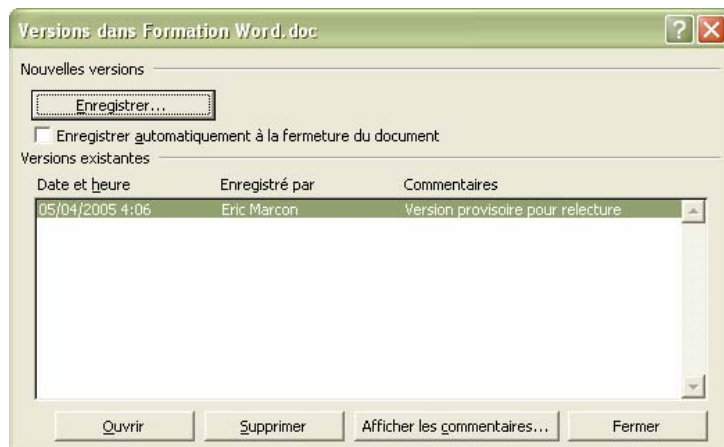 Versions dans Formation Word.doc
Nouvelles versions
Enregistrer...
Enregistrer automatiquement à la fermeture du document
Versions existantes
Date et heure Enregistré par Commentaires
05/04/2005 4:06 Eric Marcon Version provisoire pour relecture
Ouvrir Supprimer Afficher les commentaires... Fermer